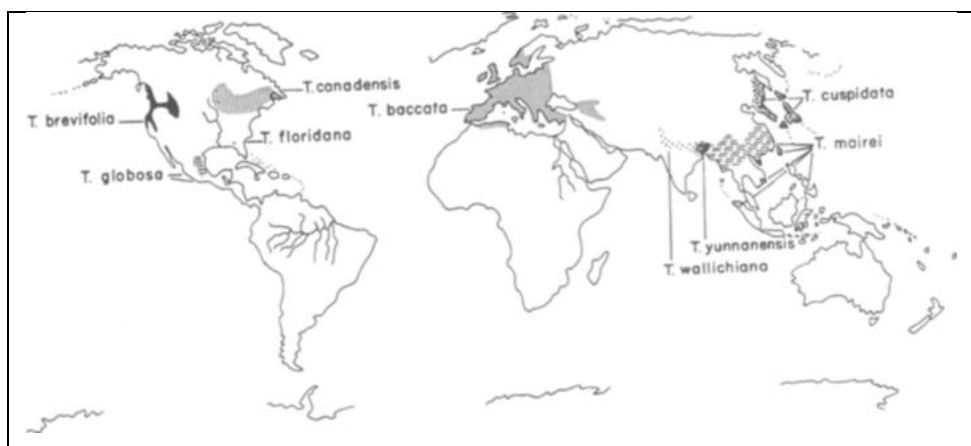 T. canadensis
T. baccata
T. cuspidata
T. brevifolia
T. floridana
T. mairei
T. globosa
T. yunnanensis
T. wallichiana